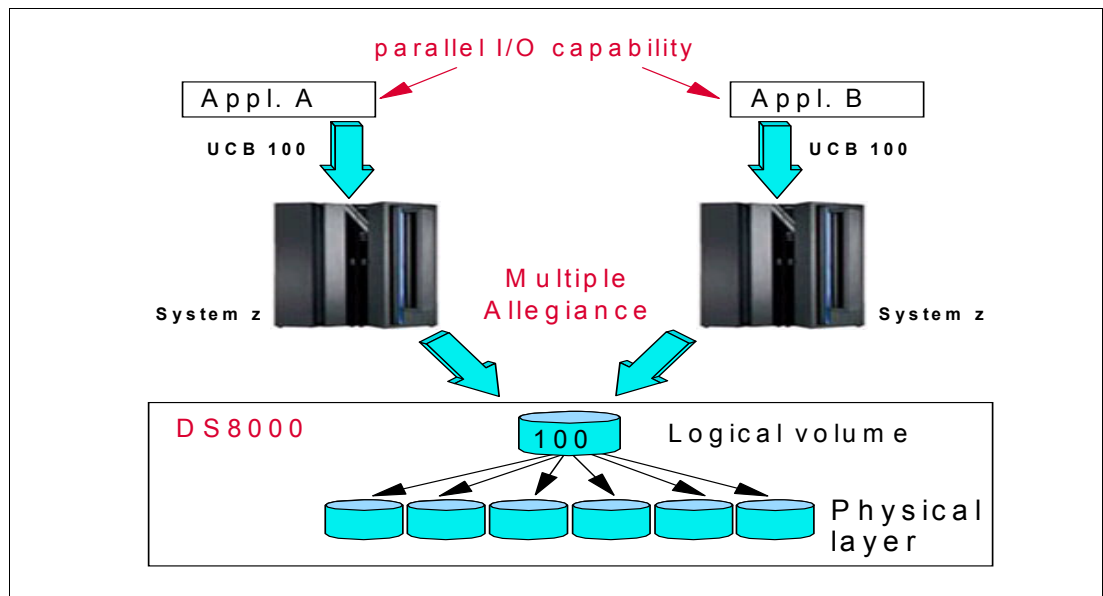 parallel I/O capability
Appl. A
Appl. B
UCB 100
UCB 100
Multiple
Allegiance
System z
System z
DS8000
100
Logical volume
Physical
layer